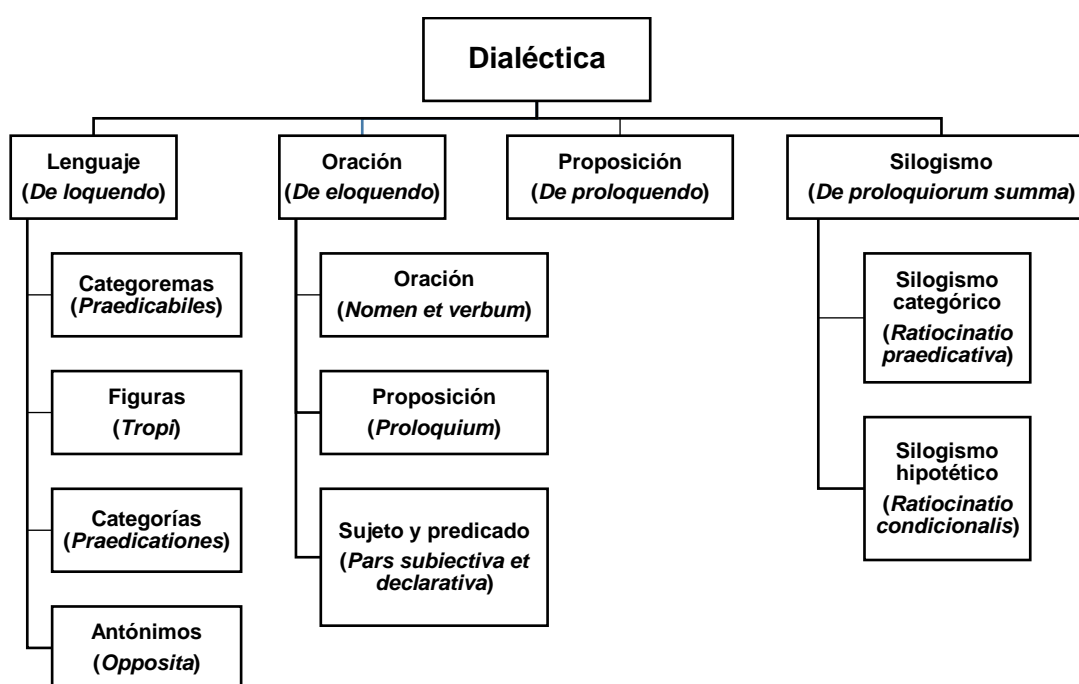 Dialéctica
Lenguaje
(De loquendo)
Categoremas
(Praedicabiles)
Figuras
(Tropi)
Categorías
(Praedicationes)
Antónimos
(Opposita)
Oración
(De eloquendo)
Oración
(Nomen et verbum)
Proposición
(Proloquium)
Sujeto y predicado
(Pars subiectiva et
declarativa)
Proposición
(De proloquendo)
Silogismo
(De proloquiorum summa)
Silogismo
categórico
(Ratiocinatio
praedicativa)
Silogismo
hipotético
(Ratiocinatio
condicionalis)